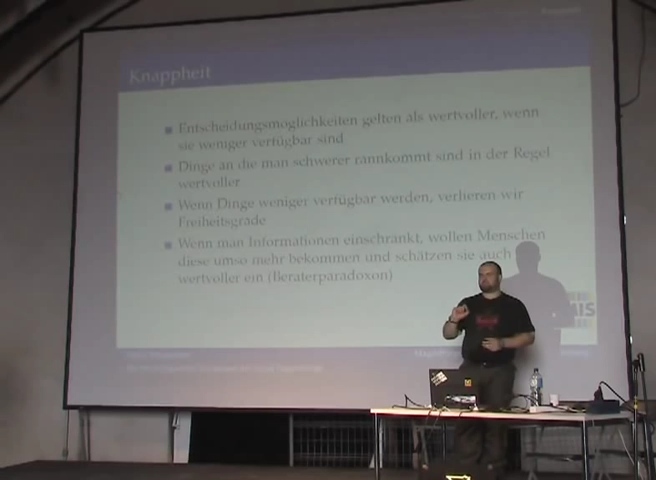 Knappheit
Entscheidungsmöglichkeiten gelten als wertvoller, wenn
sie weniger verfügbar sind
Dinge an die man schwerer rannkommt sind in der Regel
wertvoller
Wenn Dinge weniger verfügbar werden, verlieren wir
Freiheitsgrade
Wenn man Informationen einschränkt, wollen Menschen
diese umso mehr bekommen und schätzen sie auch
wertvoller ein (Beraterparadoxon)